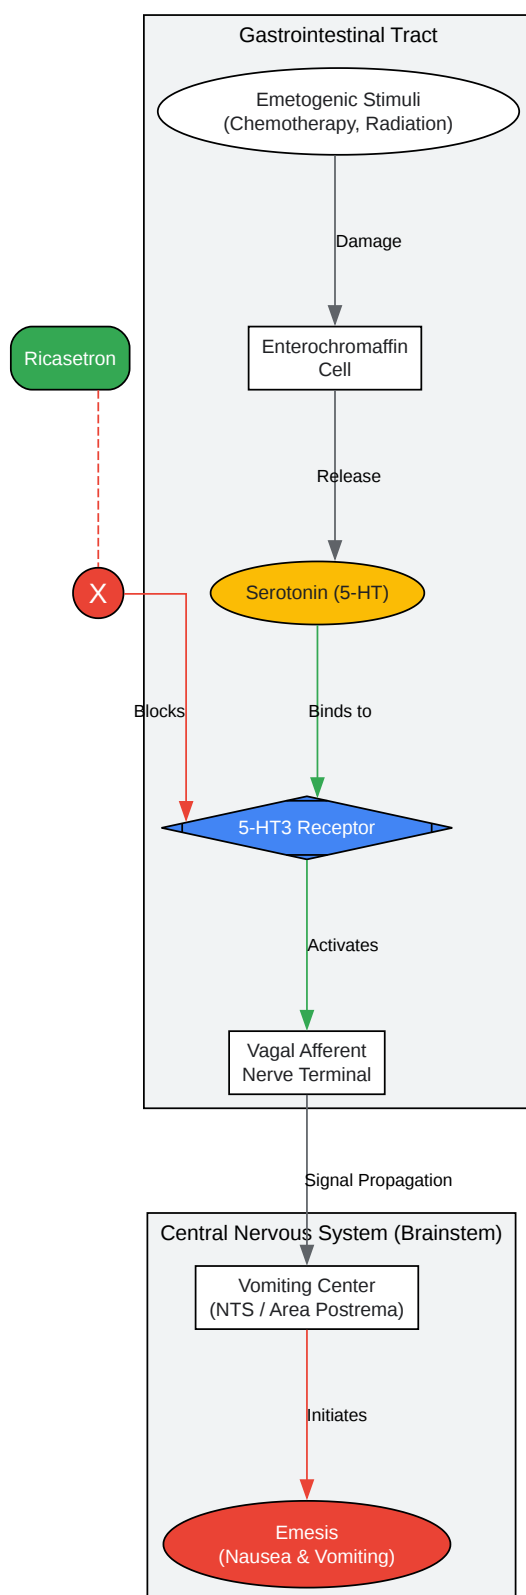 Gastrointestinal Tract
Emetogenic Stimuli
(Chemotherapy, Radiation)
Damage
Ricasetron
Enterochromaffin
Cell
Release
X
Serotonin (5-HT)
Blocks
Binds to
5-HT3 Receptor
Activates
Vagal Afferent
Nerve Terminal
Signal Propagation
Central Nervous System (Brainstem)
Vomiting Center
(NTS / Area Postrema)
Initiates
Emesis
(Nausea & Vomiting)